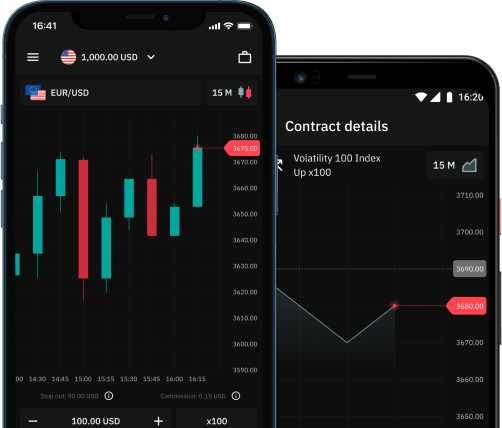 16:41
1,000.00 USD
EUR/USD
15 M
3680.00
3675.00
3670.00
3660.00
3650.00
3640.00
3630.00
3620.00
3610.00
3600.00
3590.00
00 14:30 14:45 15:00 15:15 15:30 15:45 16:00 16:15
Stop out: 90.00 USD
Commission: 0.15 USD
− 100.00 USD +
x100
16:20
Contract details
Volatility 100 Index
Up x100
15 M
3710.00
3700.00
3690.00
3680.00
3670.00
3660.00
3650.00